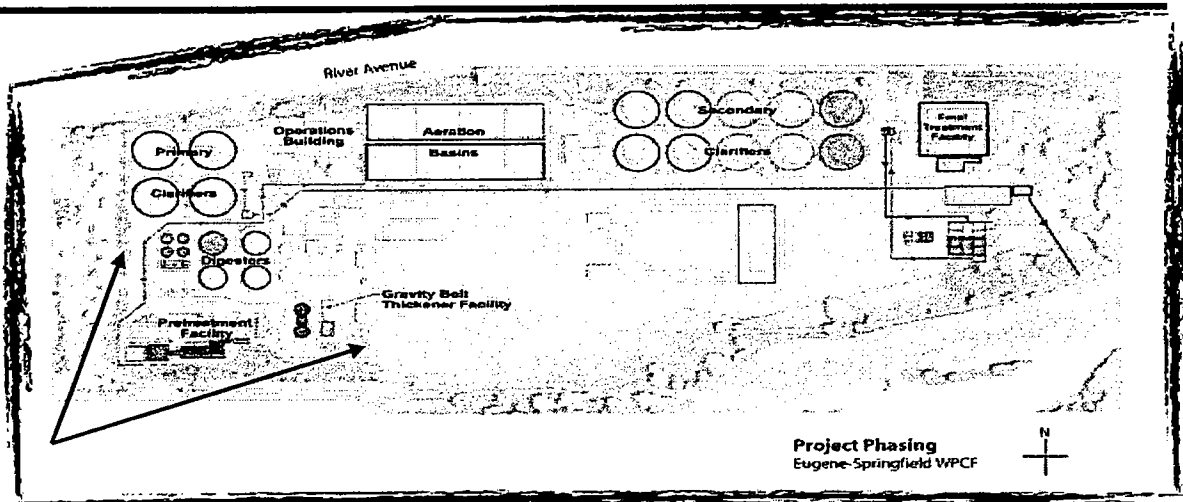 River Avenue
Operations
Building
Aeration
Basins
Secondary
Clarifiers
Final
Treatment
Facility
Primary
Clarifiers
Digesters
Gravity Belt
Thickener Facility
Pretreatment
Facility
Project Phasing
Eugene-Springfield WPCF
N